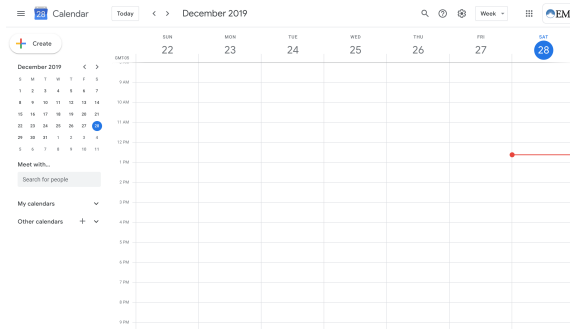 28 Calendar Today December 2019 Week EM
Create
SUN MON TUE WED THU FRI SAT
22 23 24 25 26 27 28
GMT-05
December 2019
S M T W T F S
1 2 3 4 5 6 7
8 9 10 11 12 13 14
15 16 17 18 19 20 21
22 23 24 25 26 27 28
29 30 31 1 2 3 4
5 6 7 8 9 10 11
Meet with...
Search for people
My calendars
Other calendars
9 AM
10 AM
11 AM
12 PM
1 PM
2 PM
3 PM
4 PM
5 PM
6 PM
7 PM
8 PM
9 PM